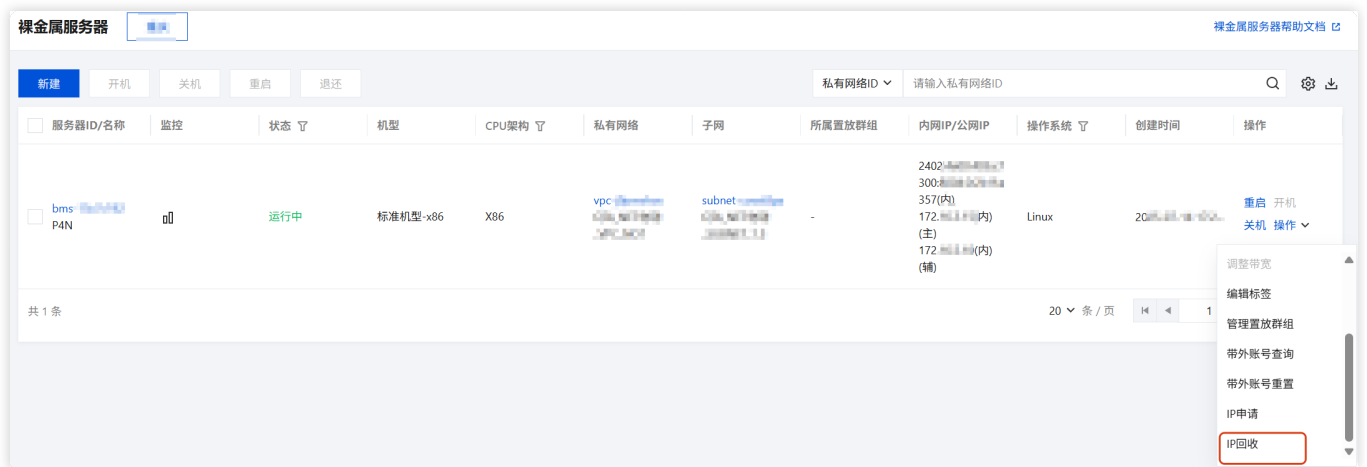 裸金属服务器
裸金属服务器帮助文档
新建 开机 关机 重启 退还 私有网络ID 请输入私有网络ID
服务器ID/名称 监控 状态 机型 CPU架构 私有网络 子网 所属置放群组 内网IP/公网IP 操作系统 创建时间 操作
bms
P4N
运行中
标准机型-x86
X86
vpc
subnet
-
2402
300:
357(内)
172. 内)
(主)
172. (内)
(辅)
Linux
20
重启 开机
关机 操作
共 1 条
20 条 / 页 1
调整带宽
编辑标签
管理置放群组
带外账号查询
带外账号重置
IP申请
IP回收